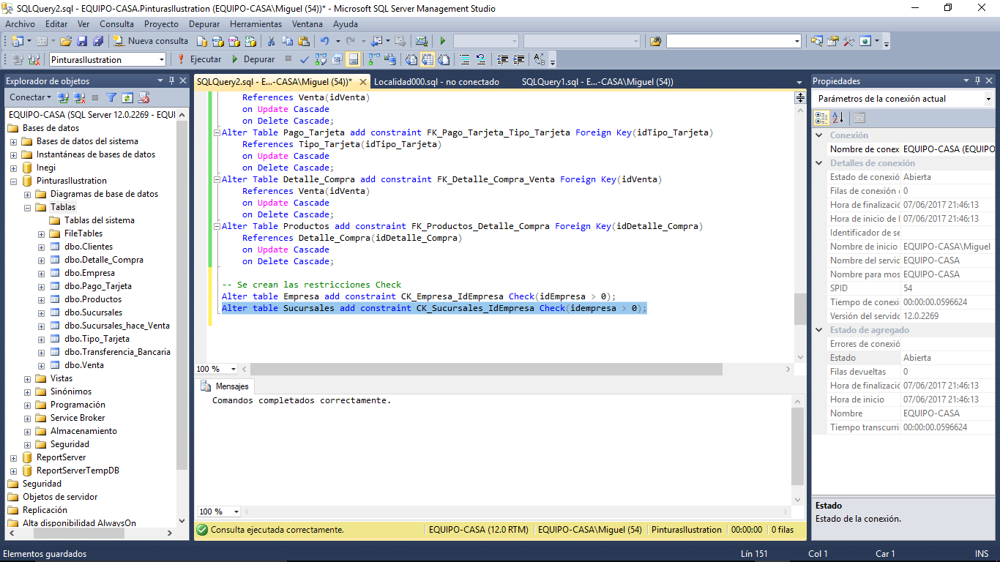 SQLQuery2.sql - EQUIPO-CASA.PinturasIlustration (EQUIPO-CASA\Miguel (54))* - Microsoft SQL Server Management Studio
Archivo Editar Ver Consulta Proyecto Depurar Herramientas Ventana Ayuda
Nueva consulta
PinturasIlustration Ejecutar Depurar
Explorador de objetos
Conectar
EQUIPO-CASA (SQL Server 12.0.2269 - EQUI
Bases de datos
Bases de datos del sistema
Instantáneas de bases de datos
Inegi
PinturasIlustration
Diagramas de base de datos
Tablas
Tablas del sistema
FileTables
dbo.Clientes
dbo.Detalle_Compra
dbo.Empresa
dbo.Pago_Tarjeta
dbo.Productos
dbo.Sucursales
dbo.Sucursales_hace_Venta
dbo.Tipo_Tarjeta
dbo.Transferencia_Bancaria
dbo.Venta
Vistas
Sinónimos
Programación
Service Broker
Almacenamiento
Seguridad
ReportServer
ReportServerTempDB
Seguridad
Objetos de servidor
Replicación
Alta disponibilidad AlwaysOn
SQLQuery2.sql - E...-CASA\Miguel (54))* Localidad000.sql - no conectado SQLQuery1.sql - E...-CASA\Miguel (54))
References Venta(idVenta)
on Update Cascade
on Delete Cascade;
Alter Table Pago_Tarjeta add constraint FK_Pago_Tarjeta_Tipo_Tarjeta Foreign Key(idTipo_Tarjeta)
References Tipo_Tarjeta(idTipo_Tarjeta)
on Update Cascade
on Delete Cascade;
Alter Table Detalle_Compra add constraint FK_Detalle_Compra_Venta Foreign Key(idVenta)
References Venta(idVenta)
on Update Cascade
on Delete Cascade;
Alter Table Productos add constraint FK_Productos_Detalle_Compra Foreign Key(idDetalle_Compra)
References Detalle_Compra(idDetalle_Compra)
on Update Cascade
on Delete Cascade;
-- Se crean las restricciones Check
Alter table Empresa add constraint CK_Empresa_IdEmpresa Check(idEmpresa > 0);
Alter table Sucursales add constraint CK_Sucursales_IdEmpresa Check(idempresa > 0);
100 %
Mensajes
Comandos completados correctamente.
100 %
Consulta ejecutada correctamente. EQUIPO-CASA (12.0 RTM) EQUIPO-CASA\Miguel (54) PinturasIlustration 00:00:00 0 filas
Propiedades
Parámetros de la conexión actual
Conexión
Nombre de conex EQUIPO-CASA (EQUIPO
Detalles de conexión
Estado de conexió Abierta
Filas de conexión 0
Hora de finalizació 07/06/2017 21:46:13
Hora de inicio de l 07/06/2017 21:46:13
Identificador de se
Nombre de inicio EQUIPO-CASA\Miguel
Nombre del servid EQUIPO-CASA
Nombre para mos EQUIPO-CASA
SPID 54
Tiempo de conexi 00:00:00.0596624
Versión del servido 12.0.2269
Estado de agregado
Errores de conexió
Estado Abierta
Filas devueltas 0
Hora de finalizació 07/06/2017 21:46:13
Hora de inicio 07/06/2017 21:46:13
Nombre EQUIPO-CASA
Tiempo transcurri 00:00:00.0596624
Estado
Estado de la conexión.
Elementos guardados Lín 151 Col 1 Car 1 INS